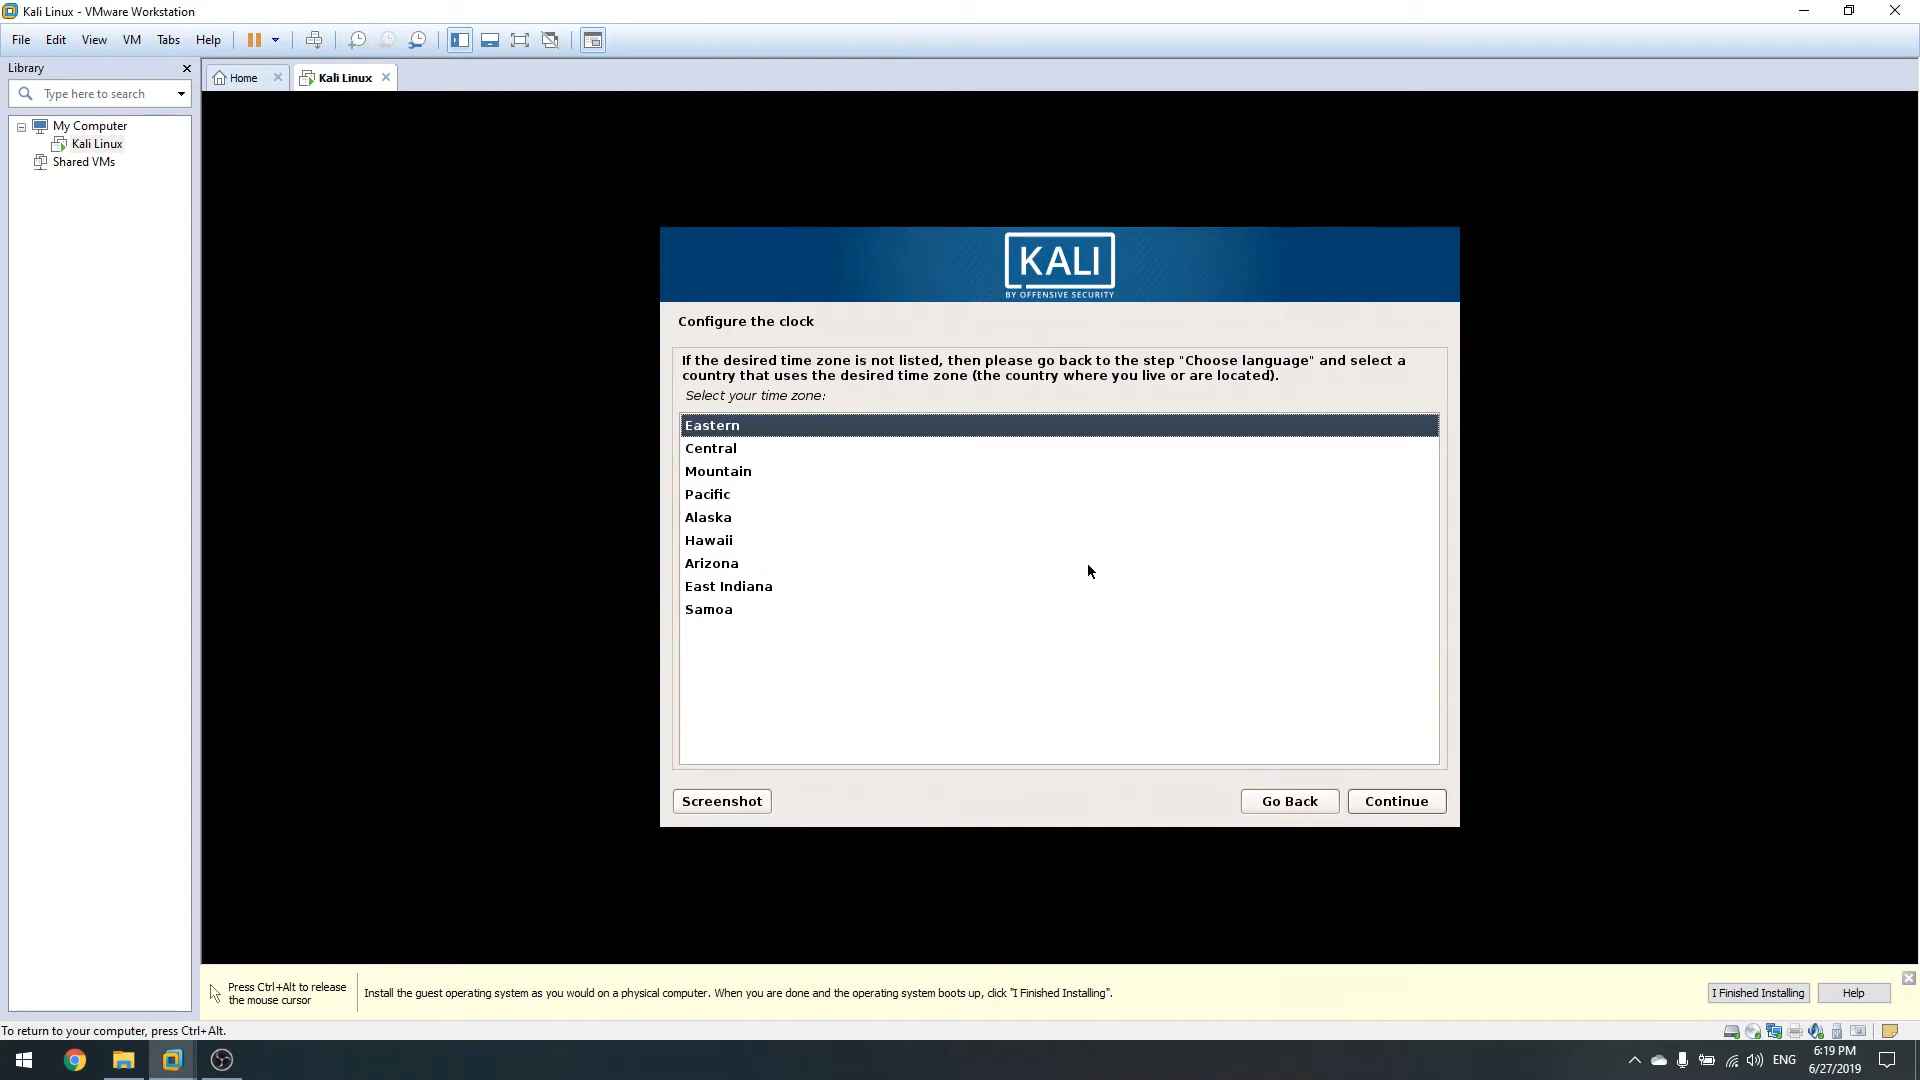 Kali Linux - VMware Workstation
File Edit View VM Tabs Help
Library
Type here to search
My Computer
Kali Linux
Shared VMs
Home
Kali Linux
KALI
BY OFFENSIVE SECURITY
Configure the clock
If the desired time zone is not listed, then please go back to the step "Choose language" and select a
country that uses the desired time zone (the country where you live or are located).
Select your time zone:
Eastern
Central
Mountain
Pacific
Alaska
Hawaii
Arizona
East Indiana
Samoa
Screenshot
Go Back
Continue
Press Ctrl+Alt to release
the mouse cursor
Install the guest operating system as you would on a physical computer. When you are done and the operating system boots up, click "I Finished Installing".
I Finished Installing
Help
To return to your computer, press Ctrl+Alt.
ENG
6:19 PM
6/27/2019